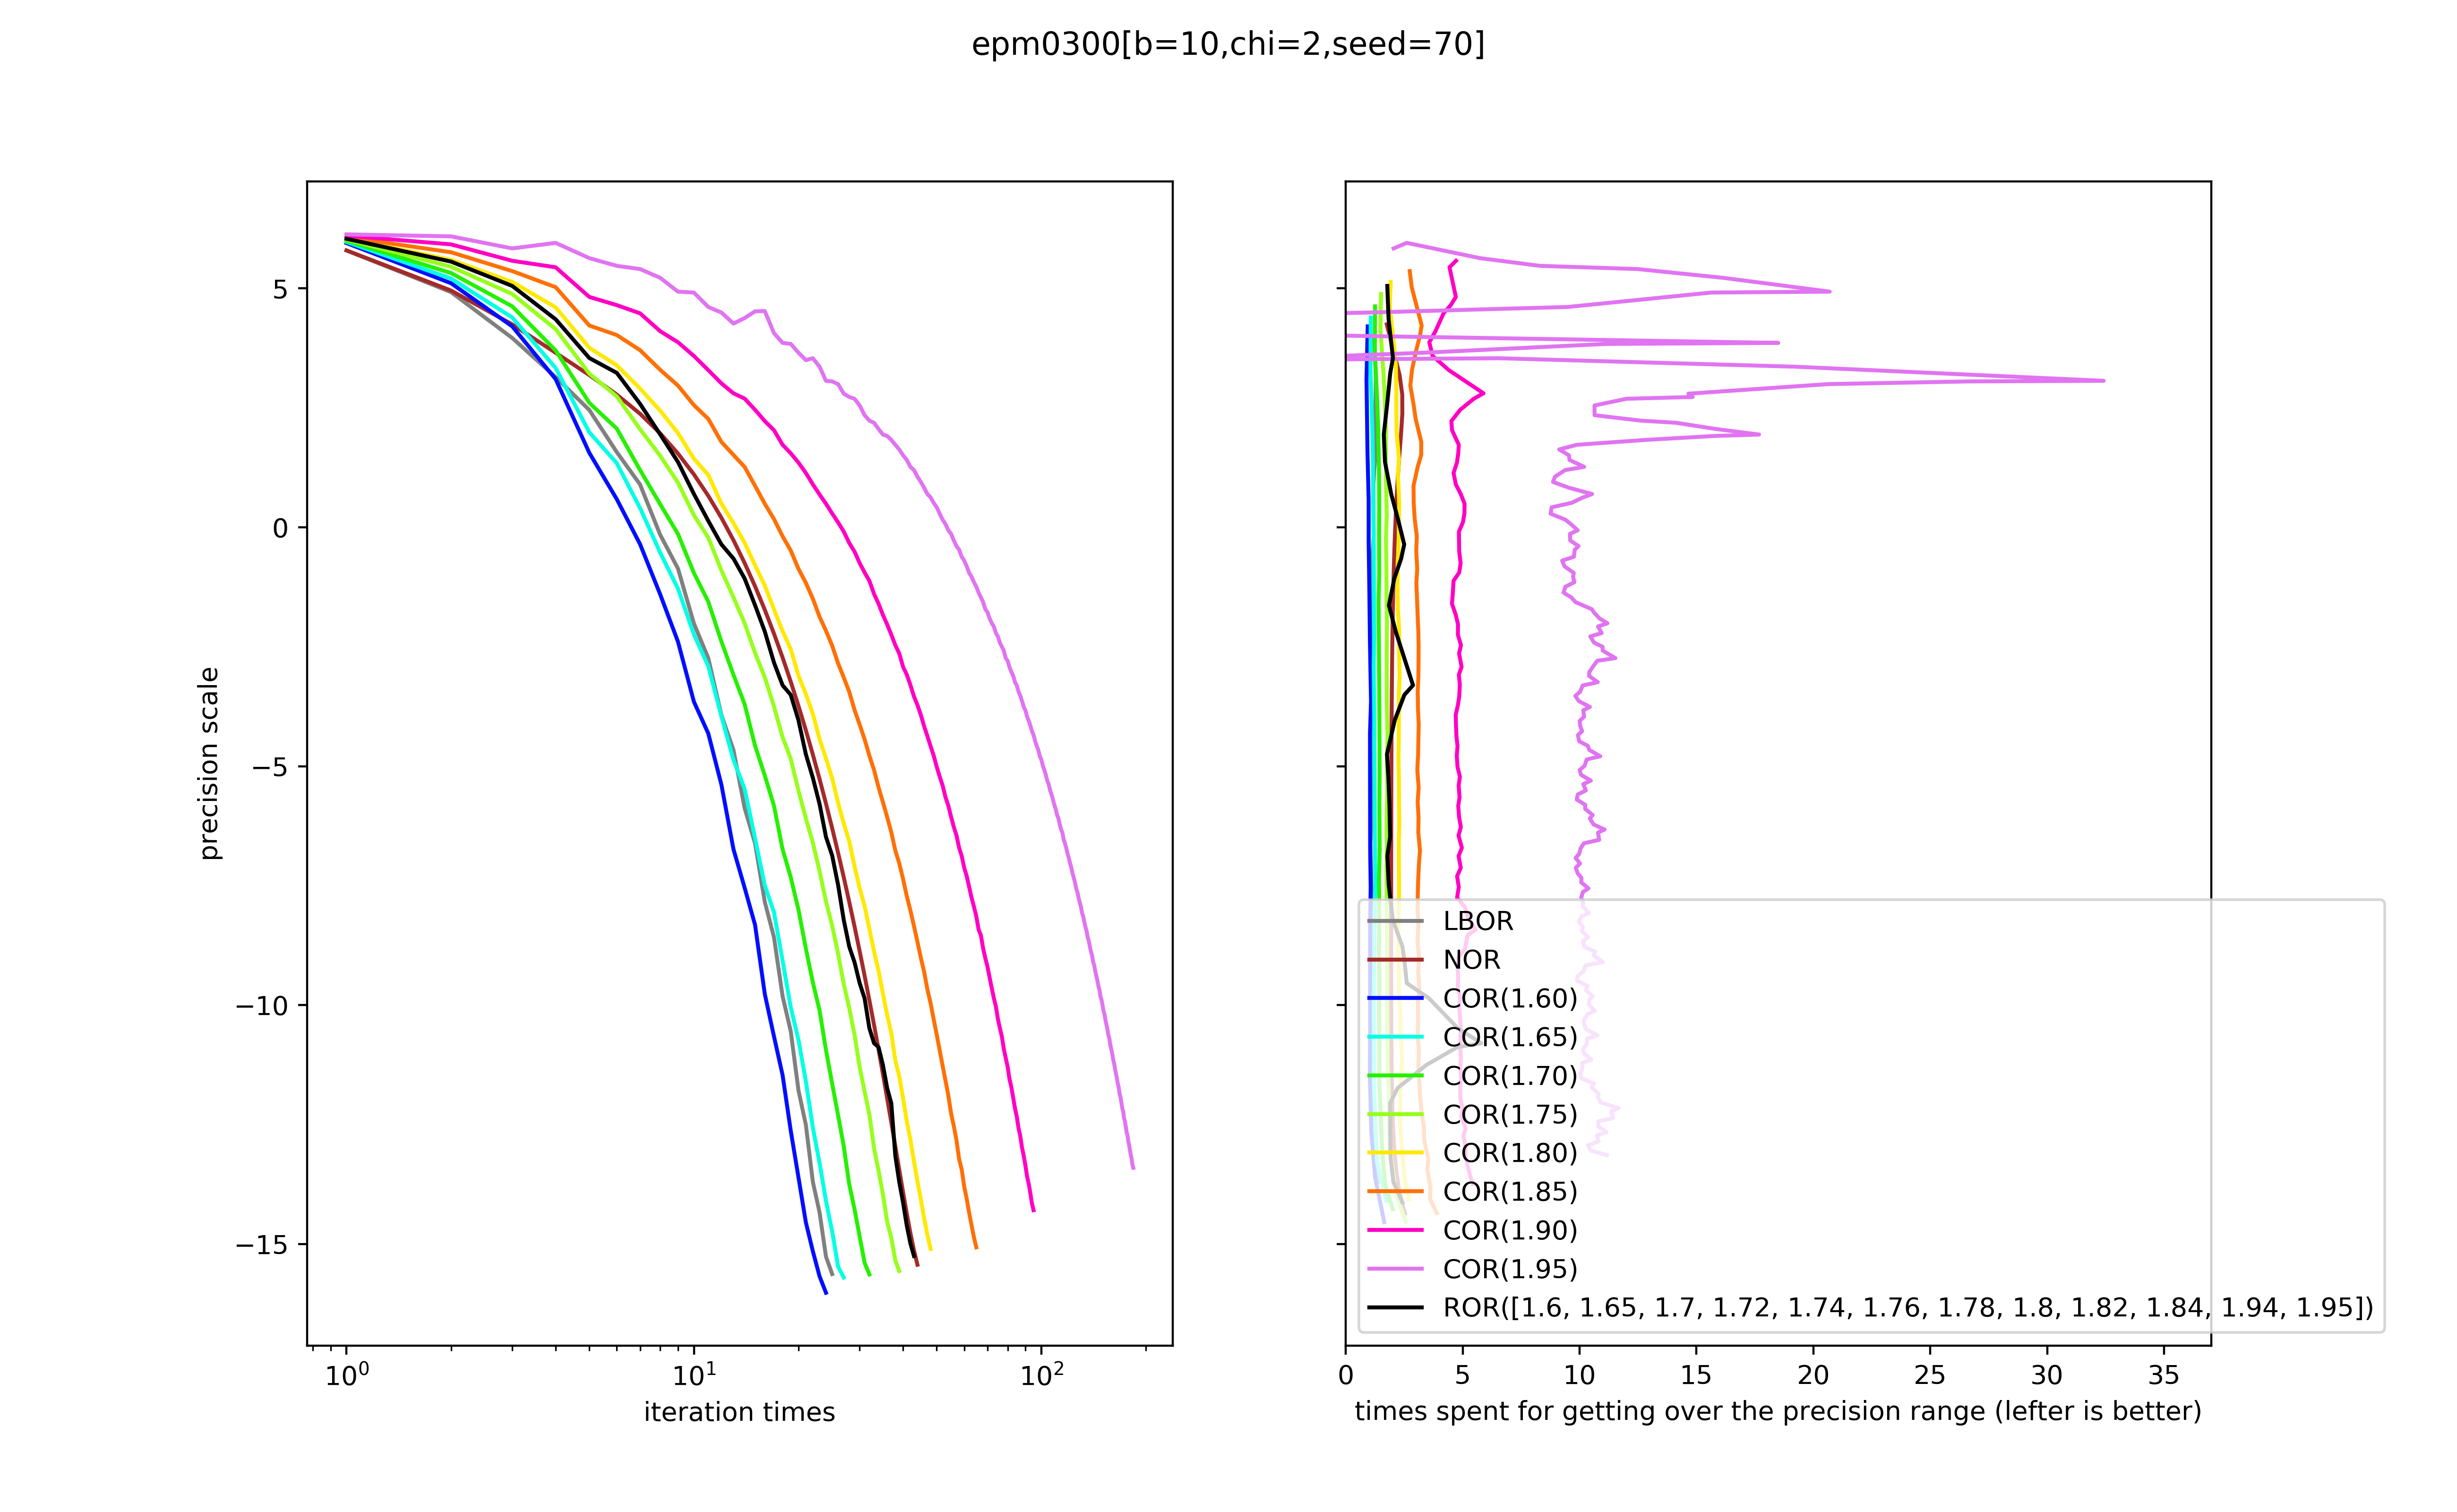 epm0300[b=10,chi=2,seed=70]
precision scale
5
0
−5
−10
−15
10^0
10^1
10^2
iteration times
LBOR
NOR
COR(1.60)
COR(1.65)
COR(1.70)
COR(1.75)
COR(1.80)
COR(1.85)
COR(1.90)
COR(1.95)
ROR([1.6, 1.65, 1.7, 1.72, 1.74, 1.76, 1.78, 1.8, 1.82, 1.84, 1.94, 1.95])
0 5 10 15 20 25 30 35
times spent for getting over the precision range (lefter is better)